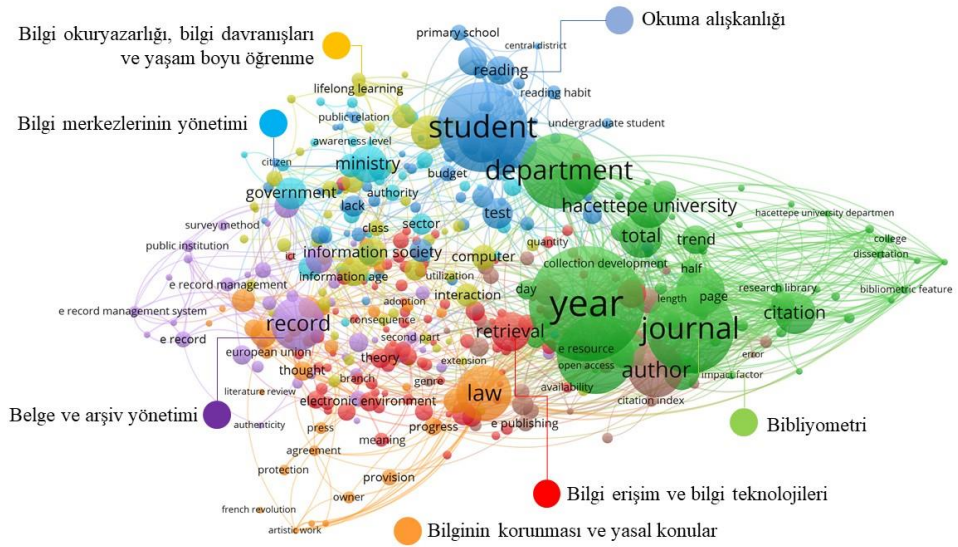 Okuma alışkanlığı
Bilgi okuryazarlığı, bilgi davranışları
ve yaşam boyu öğrenme
primary school
central district
reading
lifelong learning
reading habit
Bilgi merkezlerinin yönetimi
public relation
student
undergraduate student
awareness level
citizen
ministry
budget
department
government
authority
lack
hacettepe university
test
hacettepe university departmen
survey method
class
sector
total
trend
college
public institution
quantity
dissertation
ict
information society
computer
collection development
half
information age
utilization
bibliometric feature
e record management
day
research library
interaction
length
page
adoption
year
e record management system
record
consequence
citation
second part
retrieval
journal
e record
european union
theory
e resource
error
thought
extension
open access
author
impact factor
literature review
branch
genre
law
availability
electronic environment
citation index
Belge ve arşiv yönetimi
authenticity
press
progress
e publishing
Bibliyometri
meaning
agreement
protection
provision
Bilgi erişim ve bilgi teknolojileri
owner
french revolution
artistic work
Bilginin korunması ve yasal konular